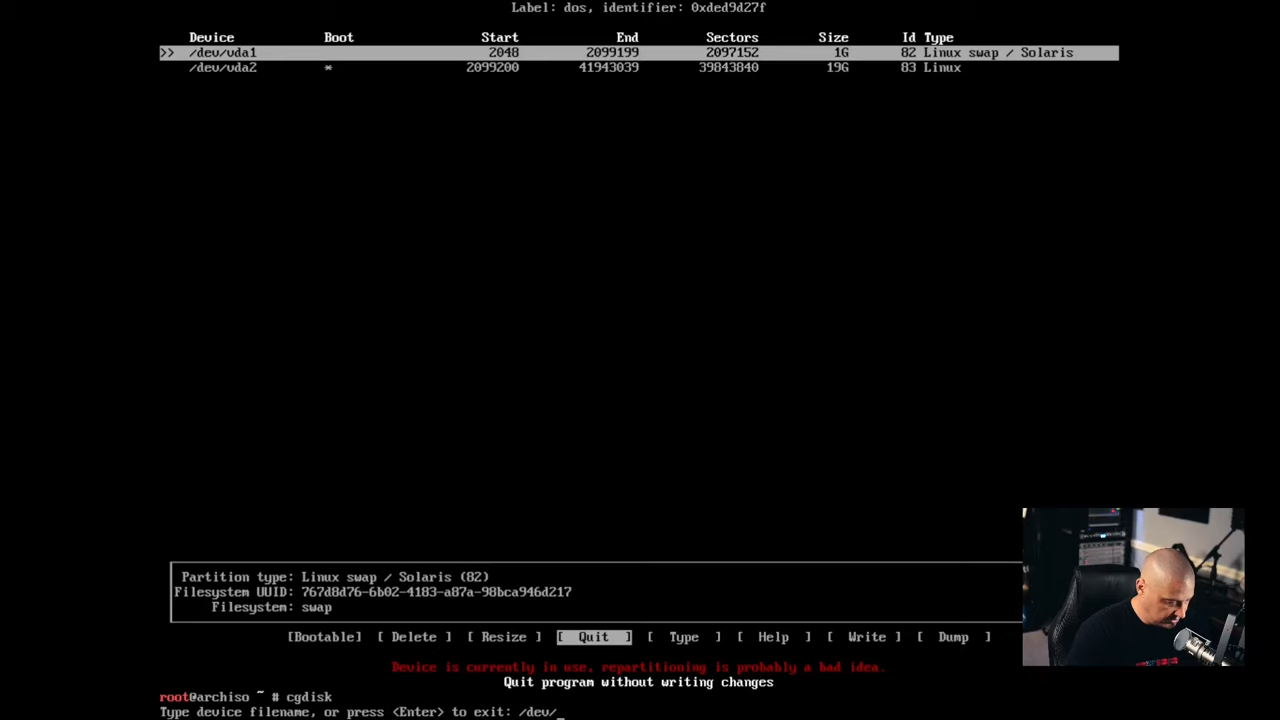 Label: dos, identifier: 0xded9d27f
Device Boot Start End Sectors Size Id Type
>> /dev/vda1 2048 2099199 2097152 1G 82 Linux swap / Solaris
/dev/vda2 * 2099200 41943039 39843840 19G 83 Linux
Partition type: Linux swap / Solaris (82)
Filesystem UUID: 767d8d76-6b02-4183-a87a-98bca946d217
Filesystem: swap
[Bootable] [ Delete ] [ Resize ] [ Quit ] [ Type ] [ Help ] [ Write ] [ Dump ]
Device is currently in use, repartitioning is probably a bad idea.
Quit program without writing changes
root@archiso ~ # cgdisk
Type device filename, or press <Enter> to exit: /dev/_